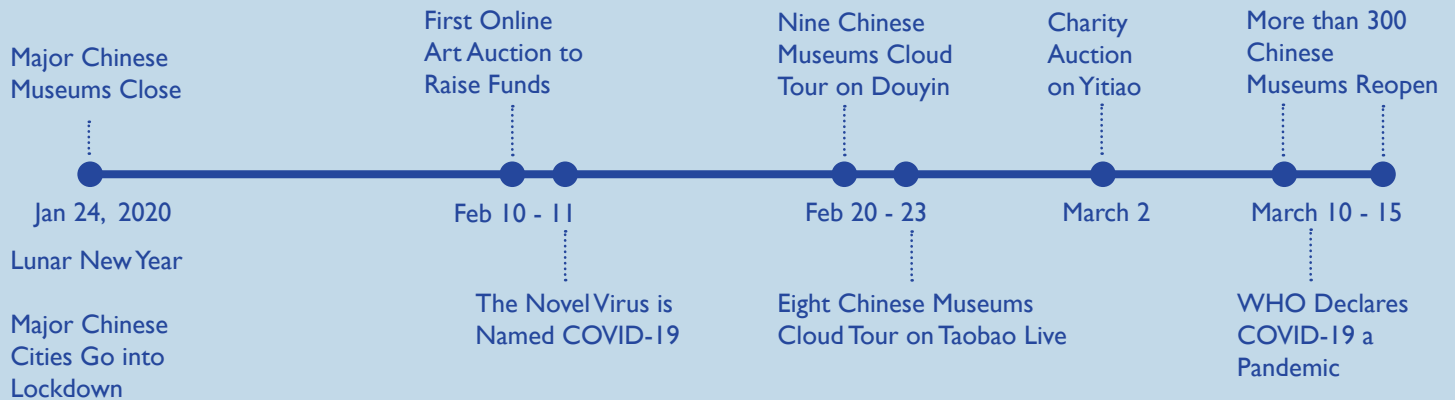 Major Chinese
Museums Close
First Online
Art Auction to
Raise Funds
Nine Chinese
Museums Cloud
Tour on Douyin
Charity
Auction
on Yitiao
More than 300
Chinese
Museums Reopen
Jan 24, 2020
Feb 10 - 11
Feb 20 - 23
March 2
March 10 - 15
Lunar New Year
Major Chinese
Cities Go into
Lockdown
The Novel Virus is
Named COVID-19
Eight Chinese Museums
Cloud Tour on Taobao Live
WHO Declares
COVID-19 a
Pandemic